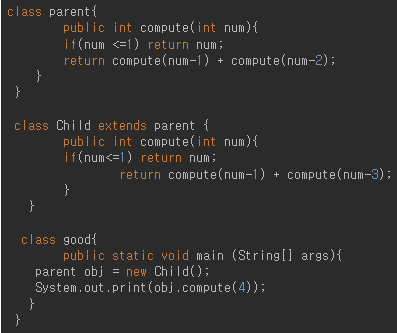 class parent{
public int compute(int num){
if(num <=1) return num;
return compute(num-1) + compute(num-2);
}
}
class Child extends parent {
public int compute(int num){
if(num<=1) return num;
return compute(num-1) + compute(num-3);
}
}
class good{
public static void main (String[] args){
parent obj = new Child();
System.out.print(obj.compute(4));
}
}